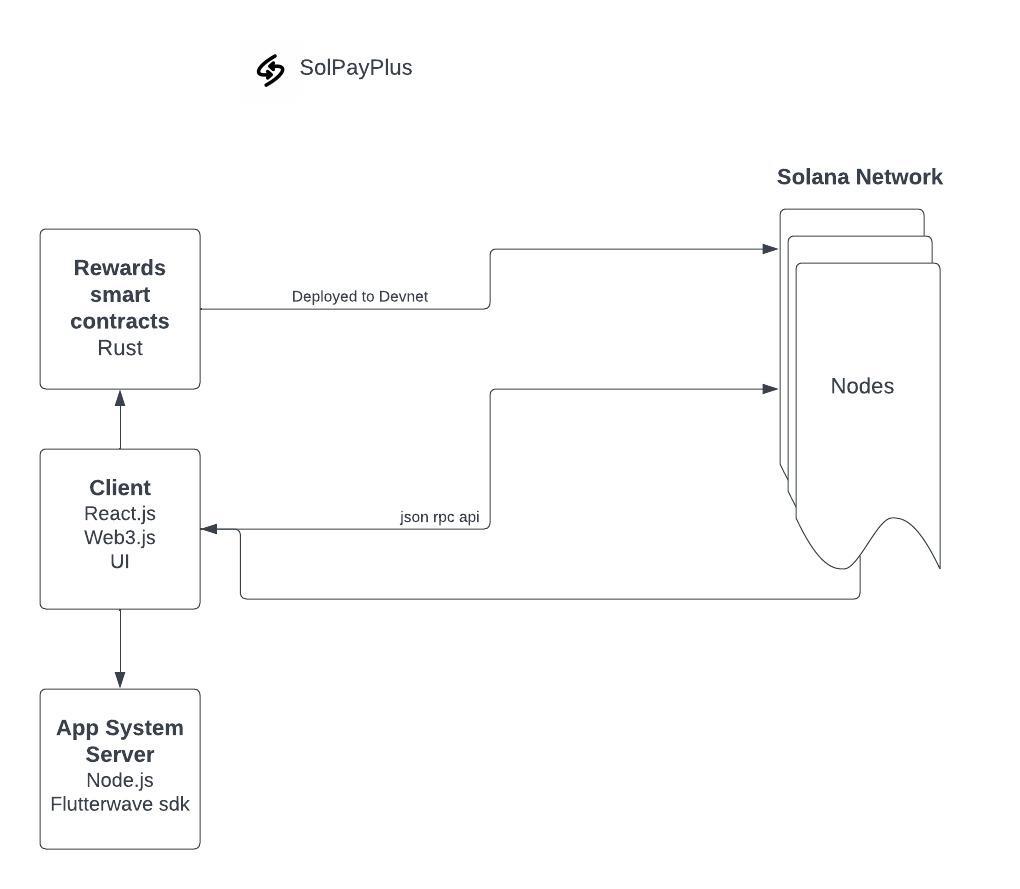 SolPayPlus
Solana Network
Rewards
smart
contracts
Rust
Deployed to Devnet
Nodes
Client
React.js
Web3.js
UI
json rpc api
App System
Server
Node.js
Flutterwave sdk